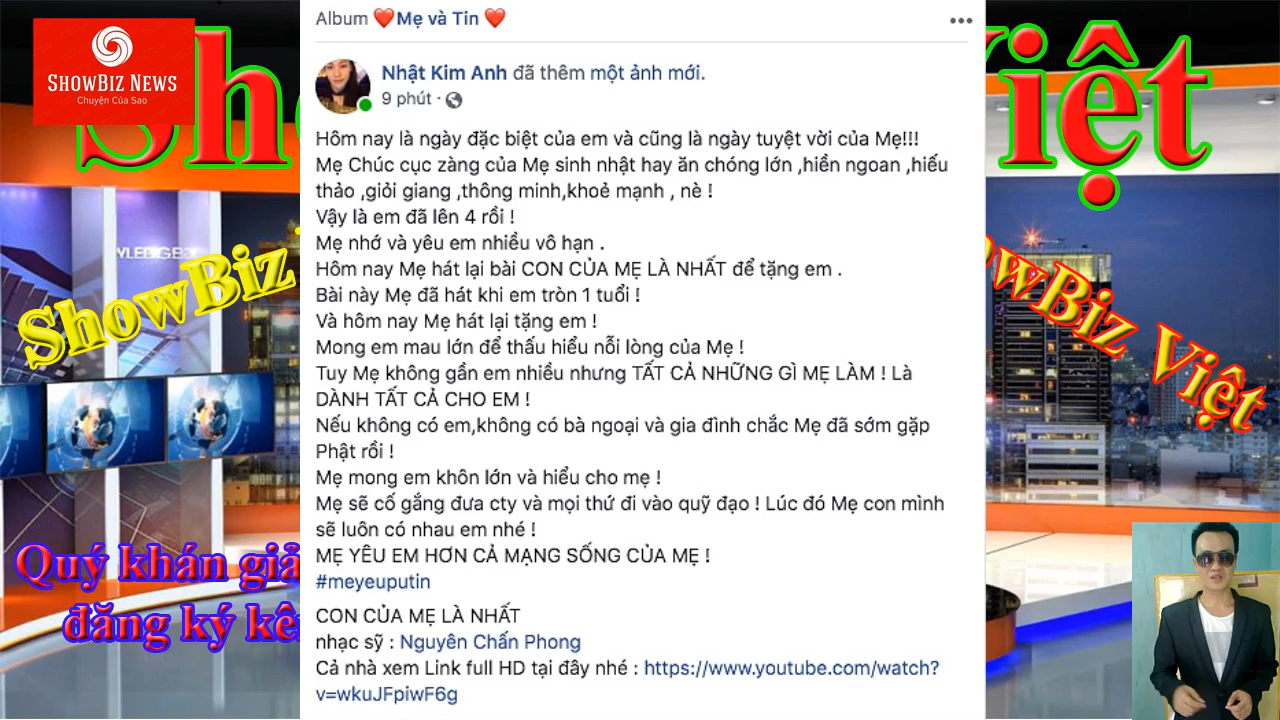 SHOWBIZ NEWS
Chuyện Của Sao
Việt
ShowBiz
Quý khán giả
đăng ký kê
Album ❤️Mẹ và Tin ❤️
Nhật Kim Anh đã thêm một ảnh mới.
9 phút ·
Hôm nay là ngày đặc biệt của em và cũng là ngày tuyệt vời của Mẹ!!!
Mẹ Chúc cục zàng của Mẹ sinh nhật hay ăn chóng lớn ,hiền ngoan ,hiếu
thảo ,giỏi giang ,thông minh,khoẻ mạnh , nè !
Vậy là em đã lên 4 rồi !
Mẹ nhớ và yêu em nhiều vô hạn .
Hôm nay Mẹ hát lại bài CON CỦA MẸ LÀ NHẤT để tặng em .
Bài này Mẹ đã hát khi em tròn 1 tuổi !
Và hôm nay Mẹ hát lại tặng em !
Mong em mau lớn để thấu hiểu nỗi lòng của Mẹ !
Tuy Mẹ không gần em nhiều nhưng TẤT CẢ NHỮNG GÌ MẸ LÀM ! Là
DÀNH TẤT CẢ CHO EM !
Nếu không có em,không có bà ngoại và gia đình chắc Mẹ đã sớm gặp
Phật rồi !
Mẹ mong em khôn lớn và hiểu cho mẹ !
Mẹ sẽ cố gắng đưa cty và mọi thứ đi vào quỹ đạo ! Lúc đó Mẹ con mình
sẽ luôn có nhau em nhé !
MẸ YÊU EM HƠN CẢ MẠNG SỐNG CỦA MẸ !
#meyeuputin
CON CỦA MẸ LÀ NHẤT
nhạc sỹ : Nguyên Chấn Phong
Cả nhà xem Link full HD tại đây nhé : https://www.youtube.com/watch?
v=wkuJFpiwF6g
owBiz Việt